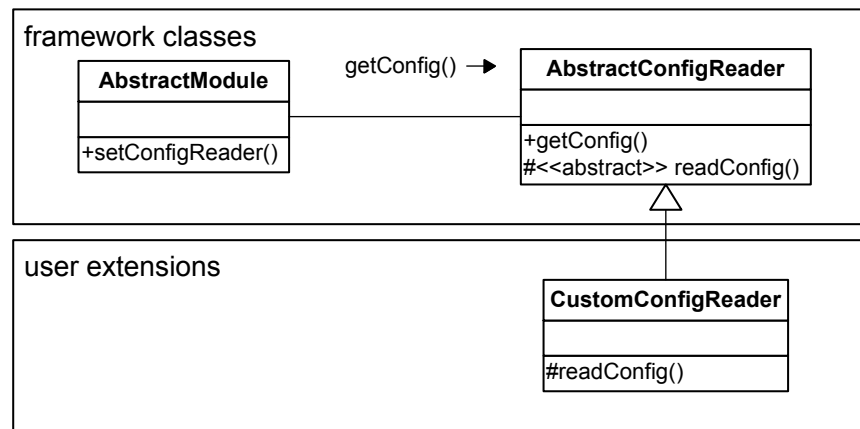 framework classes
AbstractModule
+setConfigReader()
getConfig()
AbstractConfigReader
+getConfig()
#<<abstract>> readConfig()
user extensions
CustomConfigReader
#readConfig()